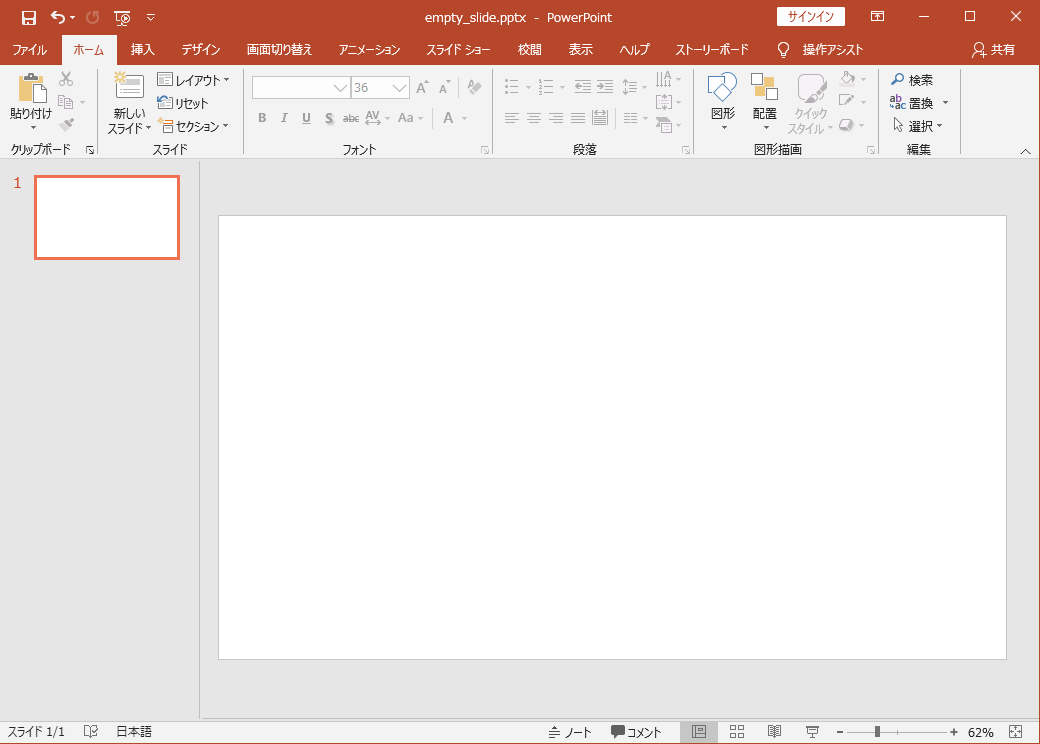 empty_slide.pptx - PowerPoint
サインイン
ファイル ホーム 挿入 デザイン 画面切り替え アニメーション スライド ショー 校閲 表示 ヘルプ ストーリーボード 操作アシスト 共有
貼り付け
クリップボード
新しい
スライド
レイアウト
リセット
セクション
スライド
36
B I U S abc AV Aa A
フォント
段落
図形
配置
クイック
スタイル
図形描画
検索
置換
選択
編集
1
スライド 1/1 日本語 ノート コメント 62%